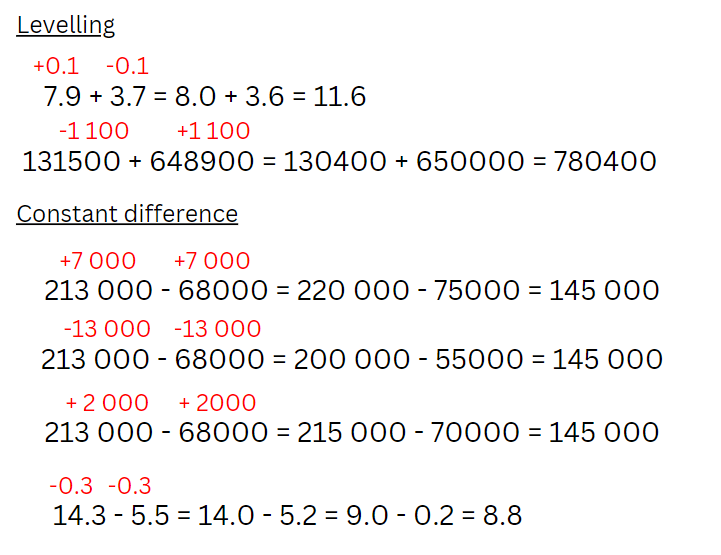 Levelling
+0.1 -0.1
7.9 + 3.7 = 8.0 + 3.6 = 11.6
-1 100 +1 100
131500 + 648900 = 130400 + 650000 = 780400
Constant difference
+7 000 +7 000
213 000 - 68000 = 220 000 - 75000 = 145 000
-13 000 -13 000
213 000 - 68000 = 200 000 - 55000 = 145 000
+ 2 000 + 2000
213 000 - 68000 = 215 000 - 70000 = 145 000
-0.3 -0.3
14.3 - 5.5 = 14.0 - 5.2 = 9.0 - 0.2 = 8.8